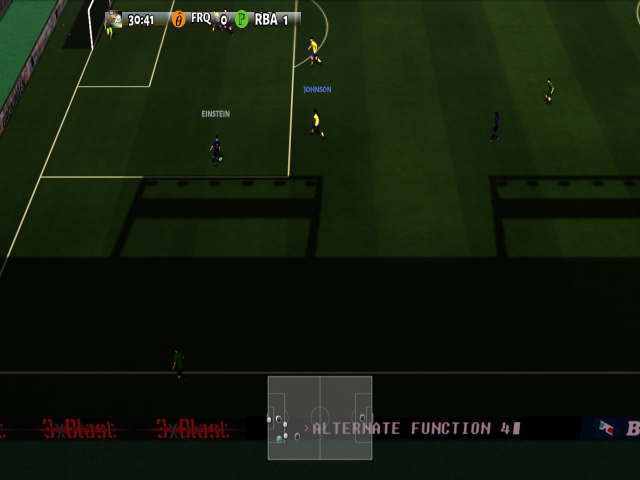 30:41 FRQ 0 RBA 1
JOHNSON
EINSTEIN
3xBlast 3xBlast
>ALTERNATE FUNCTION 4
B